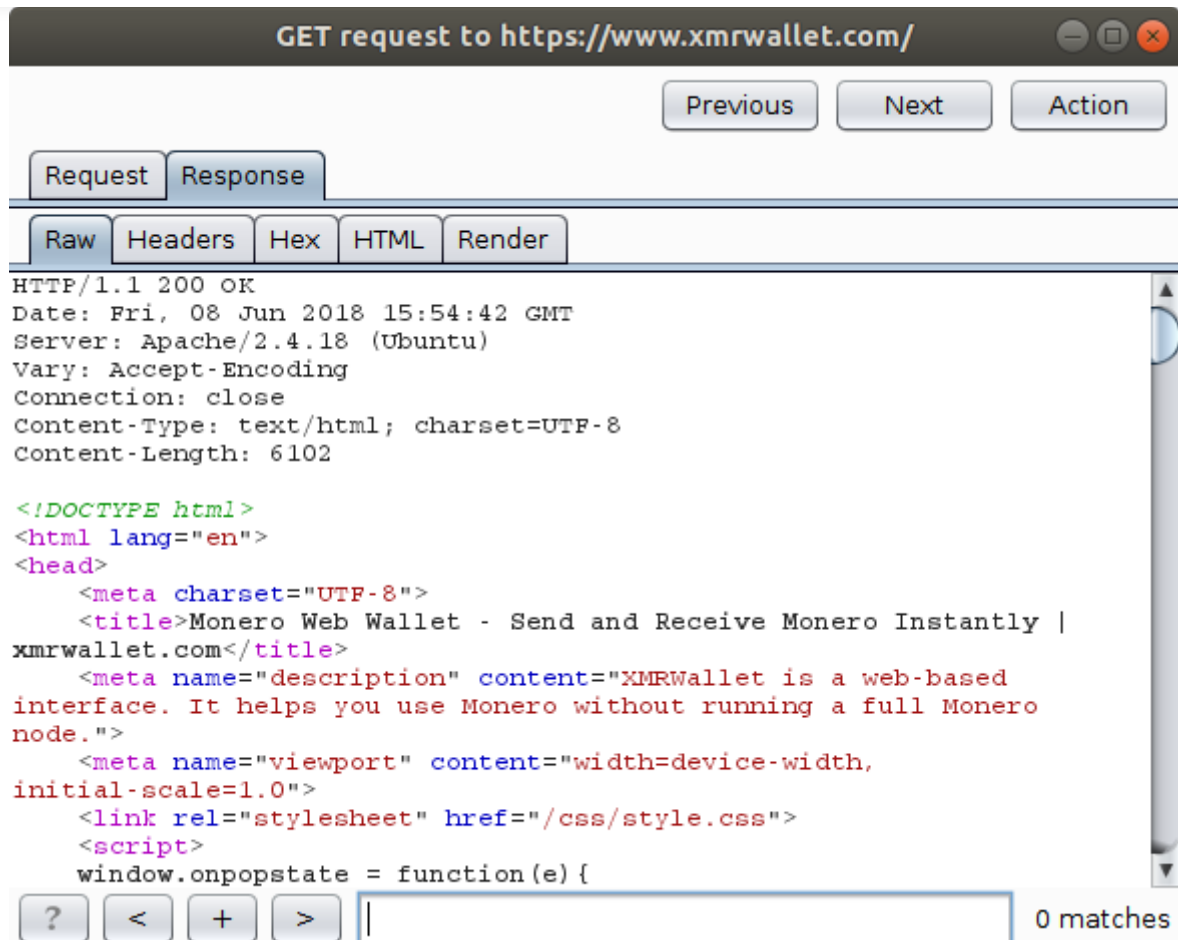 GET request to https://www.xmrwallet.com/
Previous Next Action
Request Response
Raw Headers Hex HTML Render
HTTP/1.1 200 OK
Date: Fri, 08 Jun 2018 15:54:42 GMT
Server: Apache/2.4.18 (Ubuntu)
Vary: Accept-Encoding
Connection: close
Content-Type: text/html; charset=UTF-8
Content-Length: 6102
<!DOCTYPE html>
<html lang="en">
<head>
    <meta charset="UTF-8">
    <title>Monero Web Wallet - Send and Receive Monero Instantly |
xmrwallet.com</title>
    <meta name="description" content="XMRWallet is a web-based
interface. It helps you use Monero without running a full Monero
node.">
    <meta name="viewport" content="width=device-width,
initial-scale=1.0">
    <link rel="stylesheet" href="/css/style.css">
    <script>
    window.onpopstate = function(e){
? < + > 0 matches